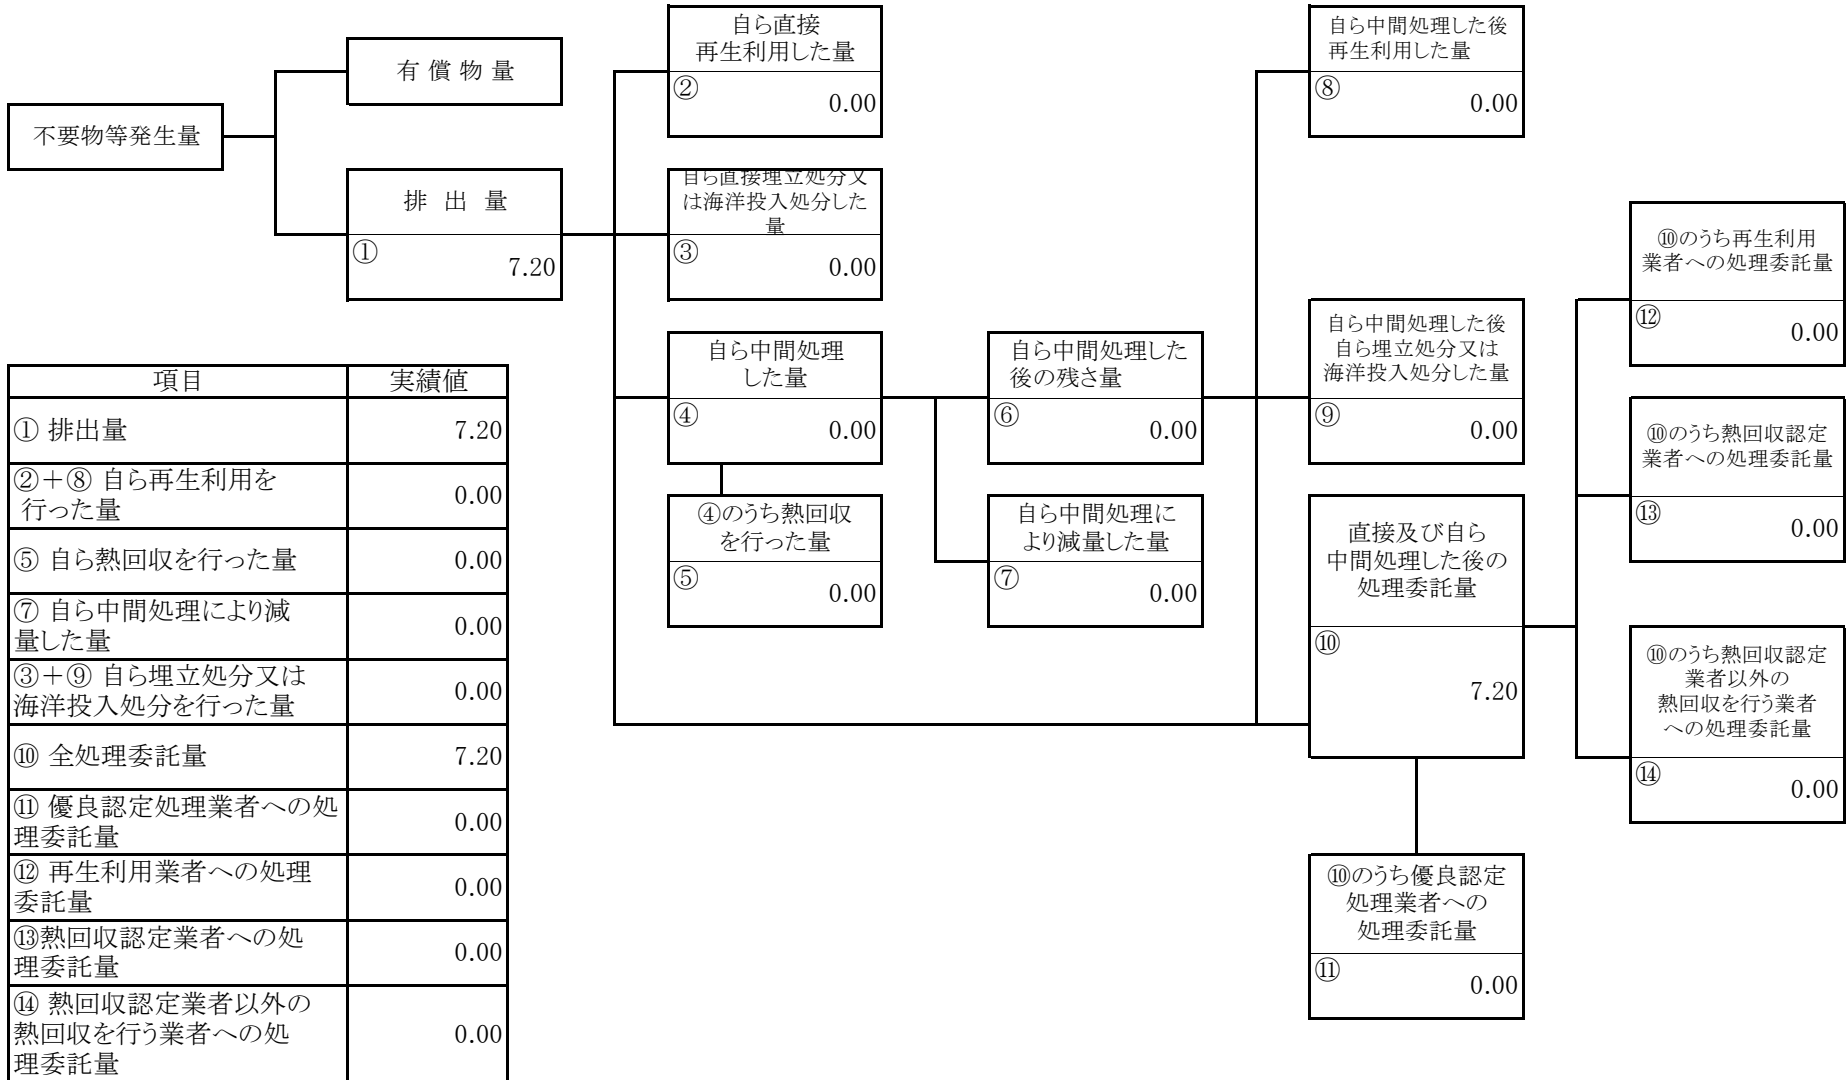 不要物等発生量
有 償 物 量
排 出 量
①
7.20
自ら直接
再生利用した量
②
0.00
自ら直接埋立処分又
は海洋投入処分した
量
③
0.00
自ら中間処理
した量
④
0.00
④のうち熱回収
を行った量
⑤
0.00
自ら中間処理した
後の残さ量
⑥
0.00
自ら中間処理に
より減量した量
⑦
0.00
自ら中間処理した後
再生利用した量
⑧
0.00
自ら中間処理した後
自ら埋立処分又は
海洋投入処分した量
⑨
0.00
直接及び自ら
中間処理した後の
処理委託量
⑩
7.20
⑩のうち優良認定
処理業者への
処理委託量
⑪
0.00
⑩のうち再生利用
業者への処理委託量
⑫
0.00
⑩のうち熱回収認定
業者への処理委託量
⑬
0.00
⑩のうち熱回収認定
業者以外の
熱回収を行う業者
への処理委託量
⑭
0.00
項目 実績値
① 排出量 7.20
②＋⑧ 自ら再生利用を
行った量
0.00
⑤ 自ら熱回収を行った量 0.00
⑦ 自ら中間処理により減
量した量
0.00
③＋⑨ 自ら埋立処分又は
海洋投入処分を行った量
0.00
⑩ 全処理委託量 7.20
⑪ 優良認定処理業者への処
理委託量
0.00
⑫ 再生利用業者への処理
委託量
0.00
⑬熱回収認定業者への処
理委託量
0.00
⑭ 熱回収認定業者以外の
熱回収を行う業者への処
理委託量
0.00